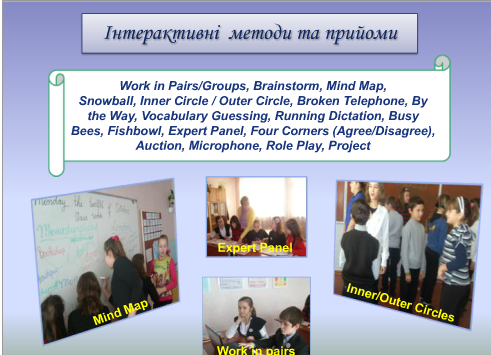 Інтерактивні методи та прийоми
Work in Pairs/Groups, Brainstorm, Mind Map,
Snowball, Inner Circle / Outer Circle, Broken Telephone, By
the Way, Vocabulary Guessing, Running Dictation, Busy
Bees, Fishbowl, Expert Panel, Four Corners (Agree/Disagree),
Auction, Microphone, Role Play, Project
Monday the
Mind Map
Expert Panel
Inner/Outer Circles
Work in pairs